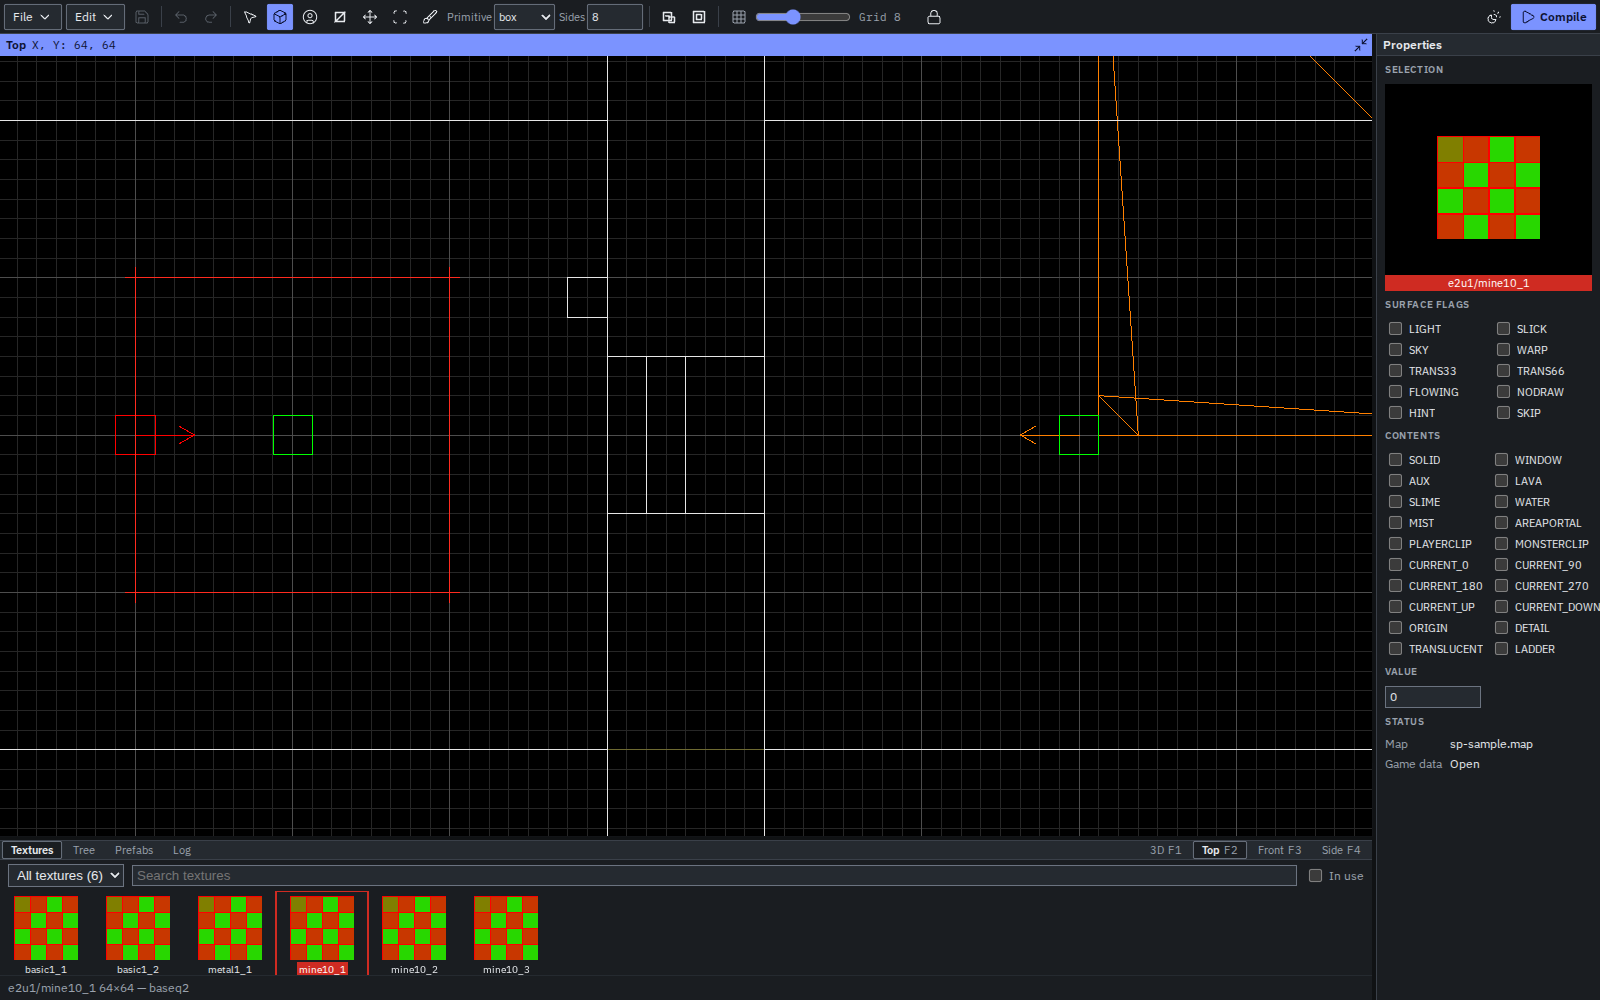 File Edit Primitive box Sides 8 Grid 8 Compile
Top X, Y: 64, 64
Properties
SELECTION
e2u1/mine10_1
SURFACE FLAGS
LIGHT SLICK
SKY WARP
TRANS33 TRANS66
FLOWING NODRAW
HINT SKIP
CONTENTS
SOLID WINDOW
AUX LAVA
SLIME WATER
MIST AREAPORTAL
PLAYERCLIP MONSTERCLIP
CURRENT_0 CURRENT_90
CURRENT_180 CURRENT_270
CURRENT_UP CURRENT_DOWN
ORIGIN DETAIL
TRANSLUCENT LADDER
VALUE
0
STATUS
Map sp-sample.map
Game data Open
Textures Tree Prefabs Log 3D F1 Top F2 Front F3 Side F4
All textures (6) Search textures In use
basic1_1 basic1_2 metal1_1 mine10_1 mine10_2 mine10_3
e2u1/mine10_1 64×64 — baseq2